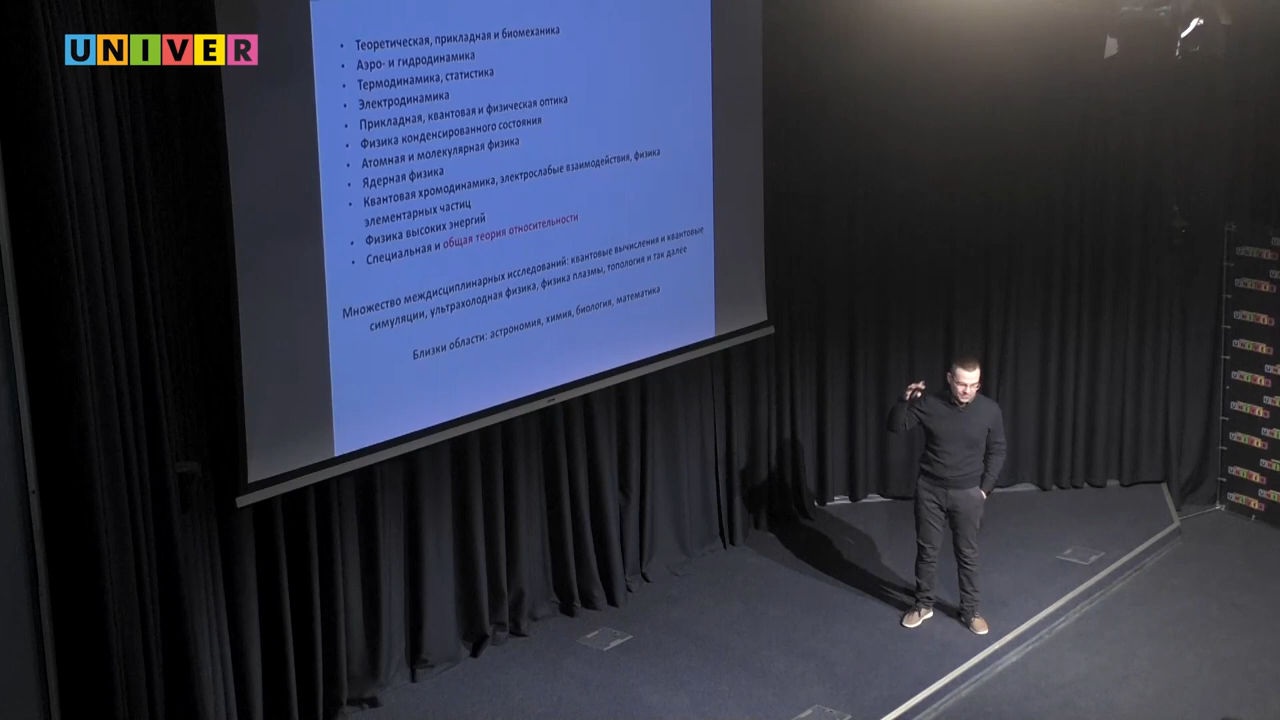 UNIVER
• Теоретическая, прикладная и биомеханика
• Аэро- и гидродинамика
• Термодинамика, статистика
• Электродинамика
• Прикладная, квантовая и физическая оптика
• Физика конденсированного состояния
• Атомная и молекулярная физика
• Ядерная физика
• Квантовая хромодинамика, электрослабые взаимодействия, физика
элементарных частиц
• Физика высоких энергий
• Специальная и общая теория относительности
Множество междисциплинарных исследований: квантовые вычисления и квантовые
симуляции, ультрахолодная физика, физика плазмы, топология и так далее
Близки области: астрономия, химия, биология, математика